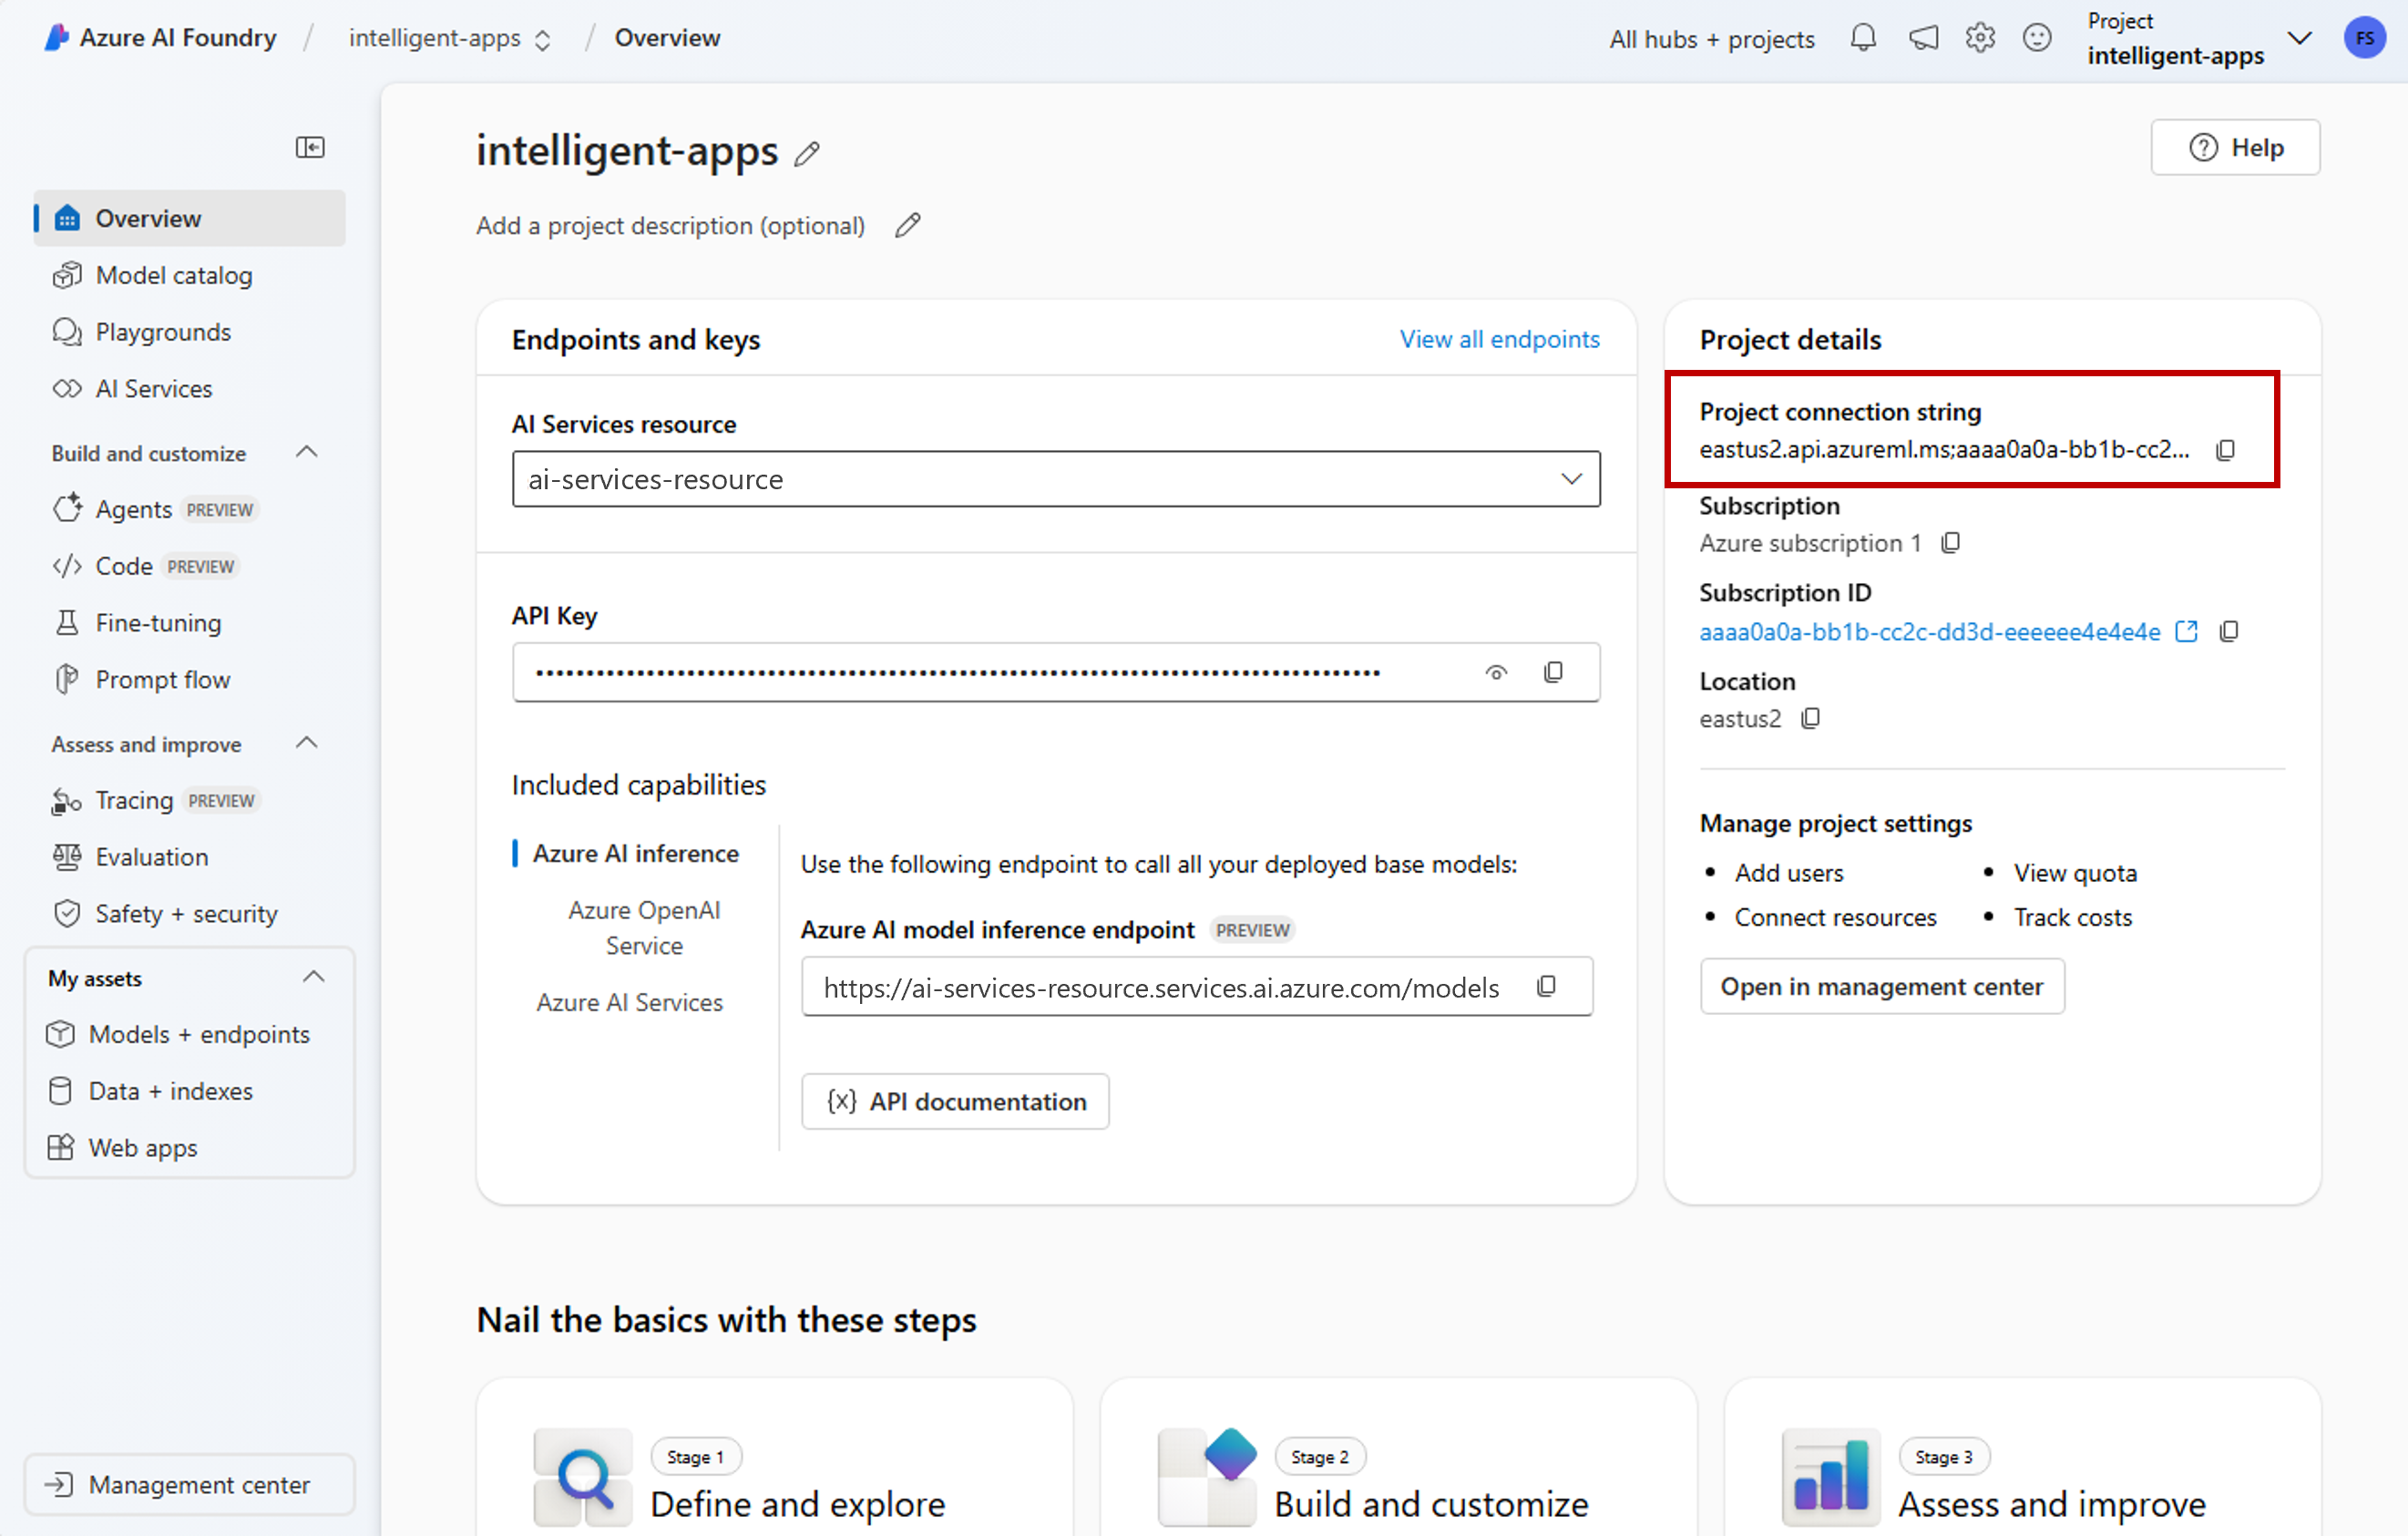 Azure AI Foundry / intelligent-apps / Overview
All hubs + projects
Project
intelligent-apps
FS
Overview
Model catalog
Playgrounds
AI Services
Build and customize
Agents PREVIEW
Code PREVIEW
Fine-tuning
Prompt flow
Assess and improve
Tracing PREVIEW
Evaluation
Safety + security
My assets
Models + endpoints
Data + indexes
Web apps
Management center
intelligent-apps
Help
Add a project description (optional)
Endpoints and keys
View all endpoints
AI Services resource
ai-services-resource
API Key
Included capabilities
Azure AI inference
Azure OpenAI
Service
Azure AI Services
Use the following endpoint to call all your deployed base models:
Azure AI model inference endpoint PREVIEW
https://ai-services-resource.services.ai.azure.com/models
{x} API documentation
Project details
Project connection string
eastus2.api.azureml.ms;aaaa0a0a-bb1b-cc2...
Subscription
Azure subscription 1
Subscription ID
aaaa0a0a-bb1b-cc2c-dd3d-eeeeee4e4e4e
Location
eastus2
Manage project settings
• Add users
• View quota
• Connect resources
• Track costs
Open in management center
Nail the basics with these steps
Stage 1
Define and explore
Stage 2
Build and customize
Stage 3
Assess and improve